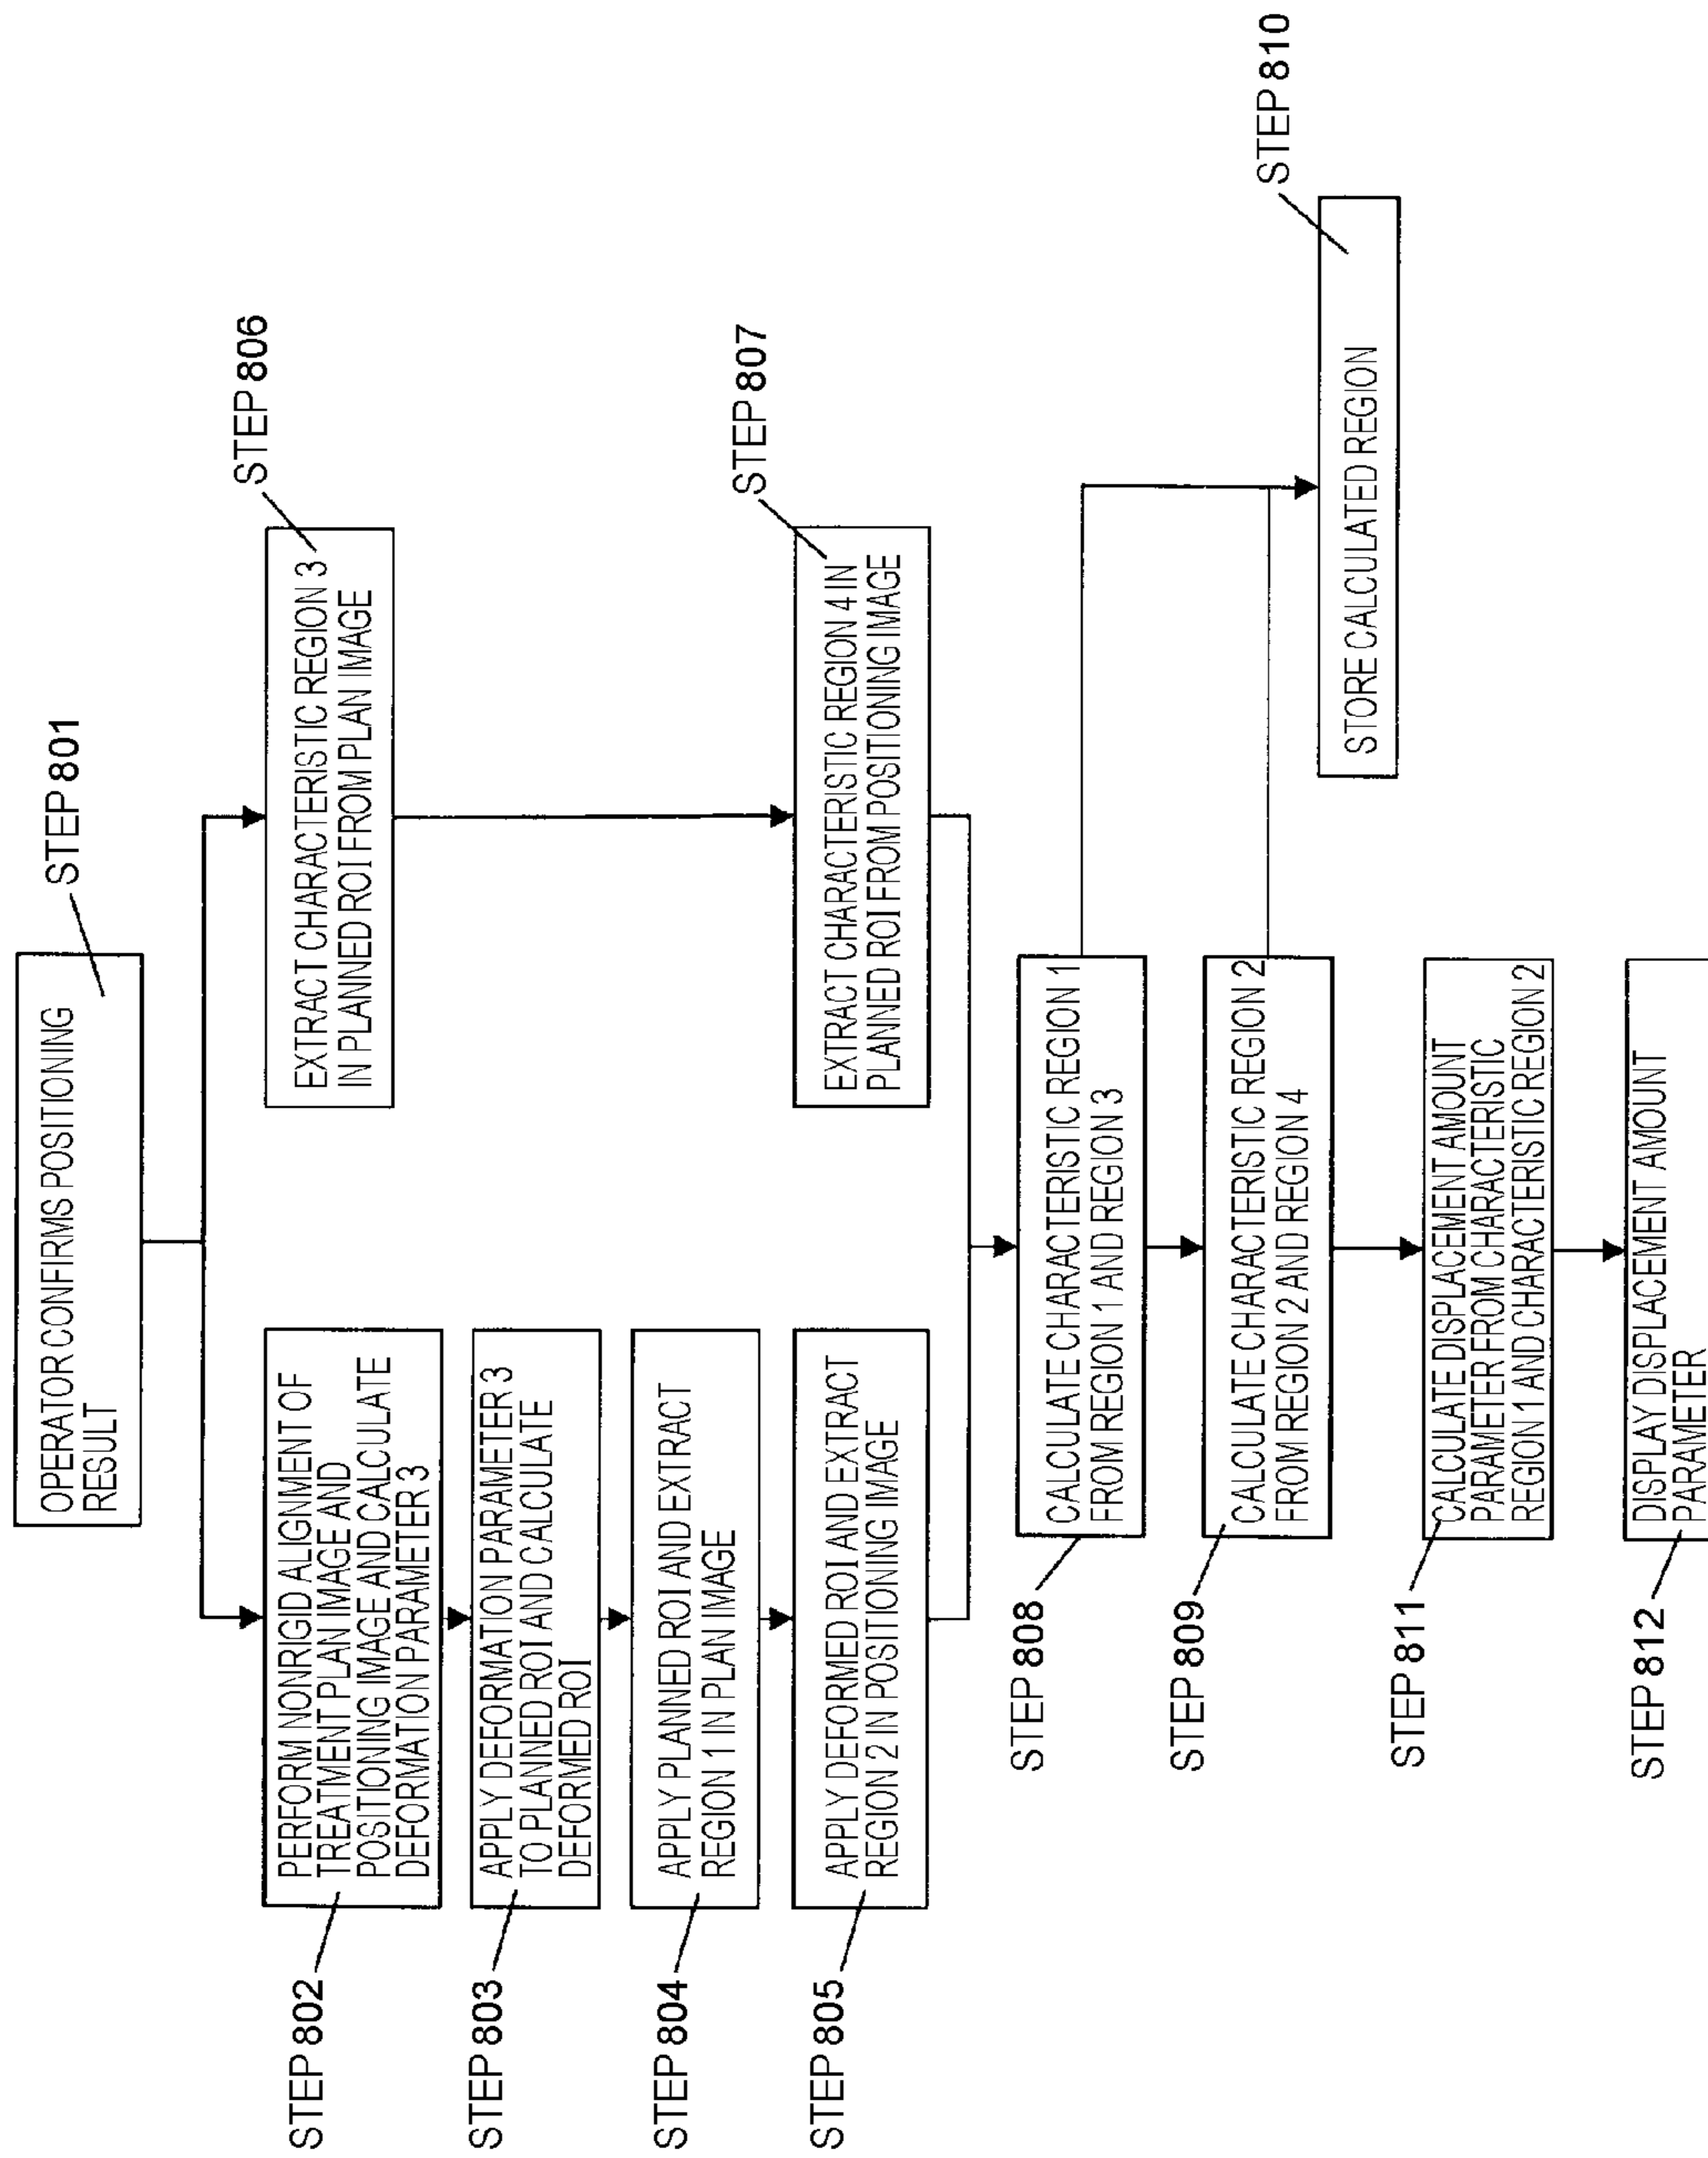 OPERATOR CONFIRMS POSITIONING
RESULT
STEP 801
PERFORM NONRIGID ALIGNMENT OF
TREATMENT PLAN IMAGE AND
POSITIONING IMAGE AND CALCULATE
DEFORMATION PARAMETER 3
STEP 802
APPLY DEFORMATION PARAMETER 3
TO PLANNED ROI AND CALCULATE
DEFORMED ROI
STEP 803
APPLY PLANNED ROI AND EXTRACT
REGION 1 IN PLAN IMAGE
STEP 804
APPLY DEFORMED ROI AND EXTRACT
REGION 2 IN POSITIONING IMAGE
STEP 805
EXTRACT CHARACTERISTIC REGION 3
IN PLANNED ROI FROM PLAN IMAGE
STEP 806
EXTRACT CHARACTERISTIC REGION 4 IN
PLANNED ROI FROM POSITIONING IMAGE
STEP 807
CALCULATE CHARACTERISTIC REGION 1
FROM REGION 1 AND REGION 3
STEP 808
CALCULATE CHARACTERISTIC REGION 2
FROM REGION 2 AND REGION 4
STEP 809
STORE CALCULATED REGION
STEP 810
CALCULATE DISPLACEMENT AMOUNT
PARAMETER FROM CHARACTERISTIC
REGION 1 AND CHARACTERISTIC REGION 2
STEP 811
DISPLAY DISPLACEMENT AMOUNT
PARAMETER
STEP 812